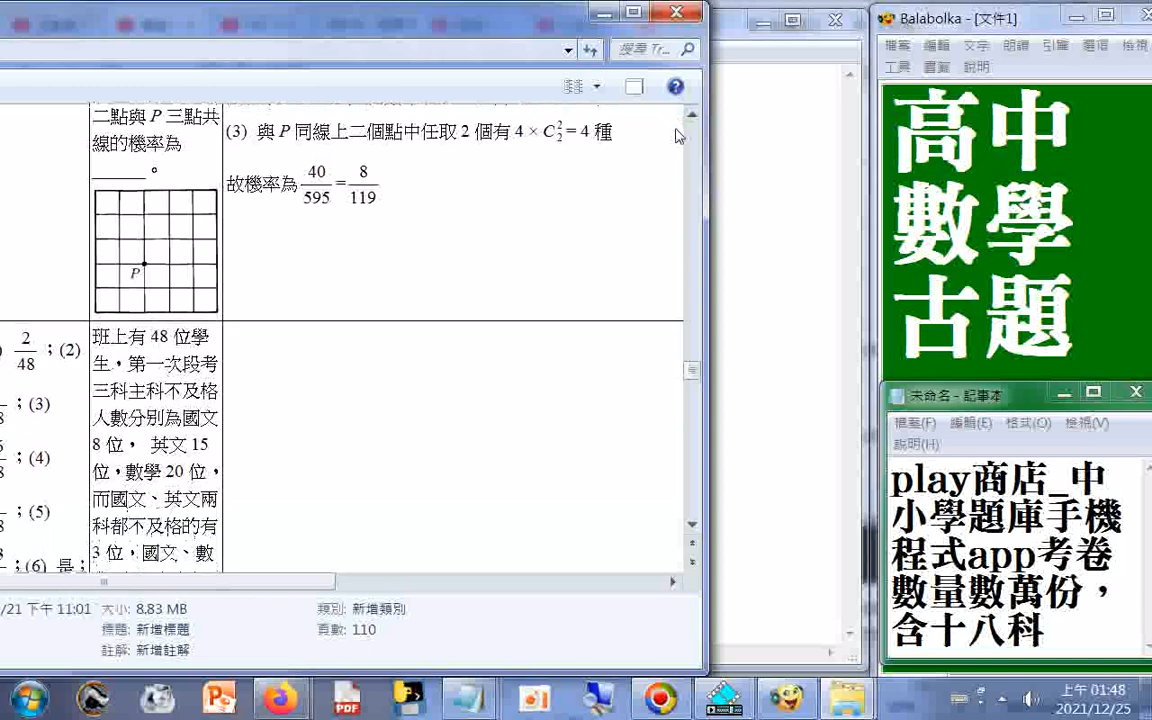 搜尋 Tr...
二點與 P 三點共
線的機率為
______。
P
(3) 與 P 同線上二個點中任取 2 個有 4 × C²₂ = 4 種
故機率為 40/595 = 8/119
2/48 ; (2)
; (3)
; (4)
; (5)
; (6) 是 ;
班上有 48 位學
生，第一次段考
三科主科不及格
人數分別為國文
8 位， 英文 15
位，數學 20 位，
而國文、英文兩
科都不及格的有
3 位，國文、數
/21 下午 11:01
大小: 8.83 MB
標題: 新增標題
註解: 新增註解
類別: 新增類別
頁數: 110
Balabolka - [文件1]
檔案 編輯 文字 朗讀 引擎 選項 檢視
工具 書籤 說明
高中
數學
古題
未命名 - 記事本
檔案(F) 編輯(E) 格式(O) 檢視(V)
說明(H)
play商店_中
小學題庫手機
程式app考卷
數量數萬份，
含十八科
上午 01:48
2021/12/25